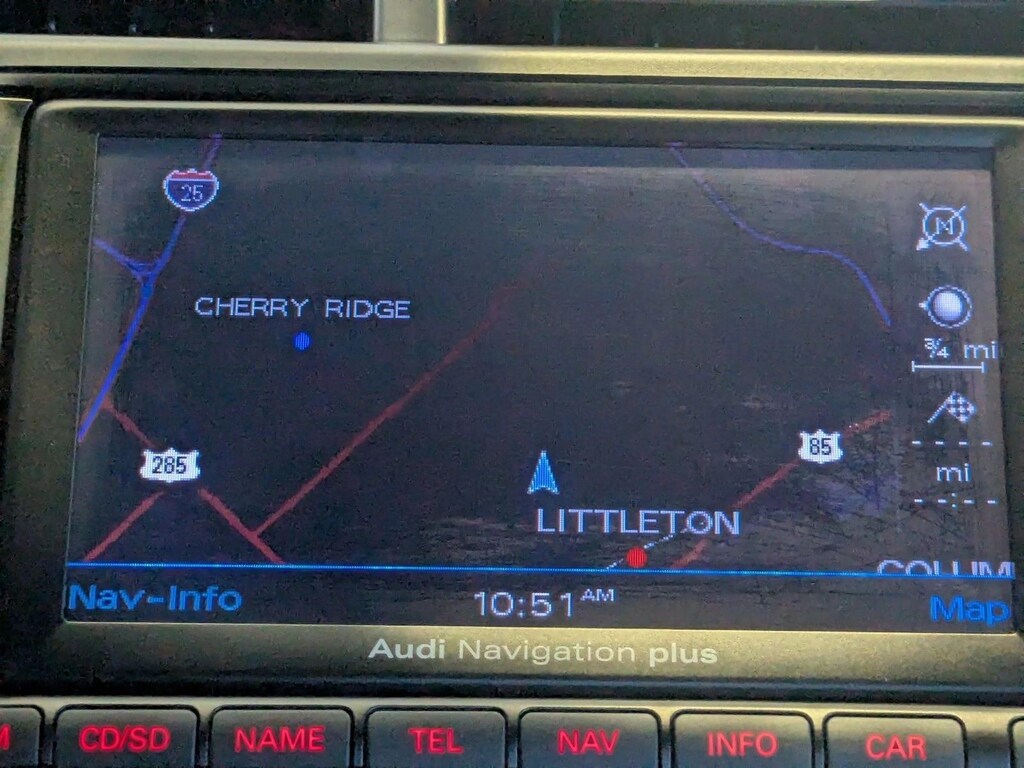 25
M
CHERRY RIDGE
¾ mi
285
85
mi
LITTLETON
Nav-Info
10:51 AM
Map
Audi Navigation plus
CD/SD
NAME
TEL
NAV
INFO
CAR